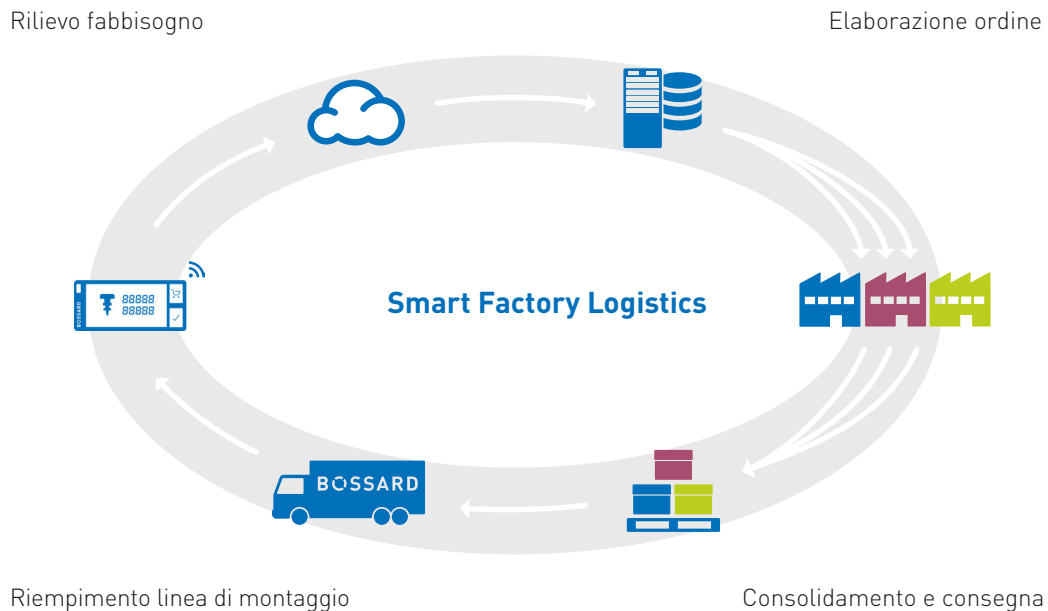 Rilievo fabbisogno
Elaborazione ordine
BOSSARD
88888
88888
Smart Factory Logistics
BOSSARD
Riempimento linea di montaggio
Consolidamento e consegna